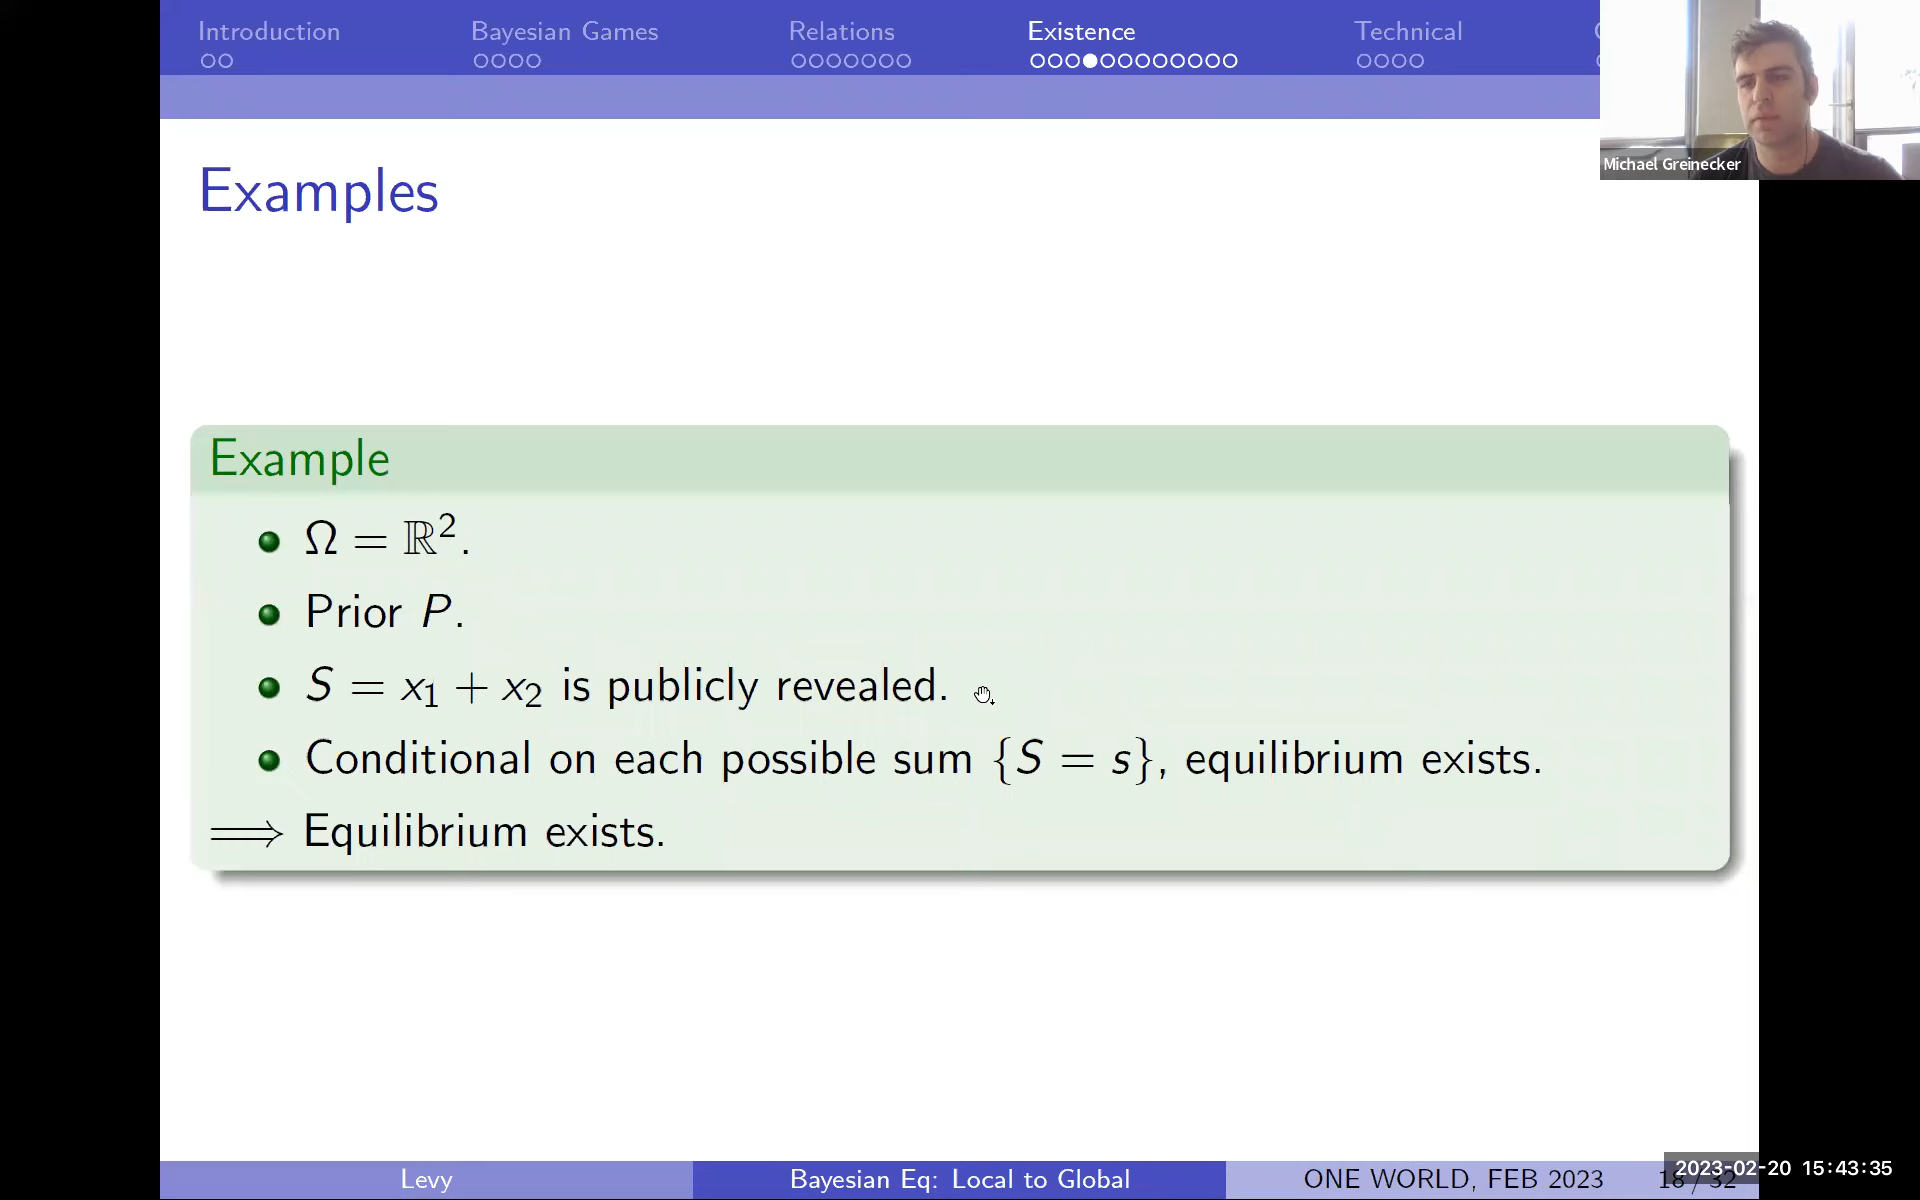 Introduction Bayesian Games Relations Existence Technical
Michael Greinecker
Examples
Example
Ω = ℝ².
Prior P.
S = x₁ + x₂ is publicly revealed.
Conditional on each possible sum {S = s}, equilibrium exists.
⟹ Equilibrium exists.
Levy Bayesian Eq: Local to Global ONE WORLD, FEB 2023 18 / 32
2023-02-20 15:43:35